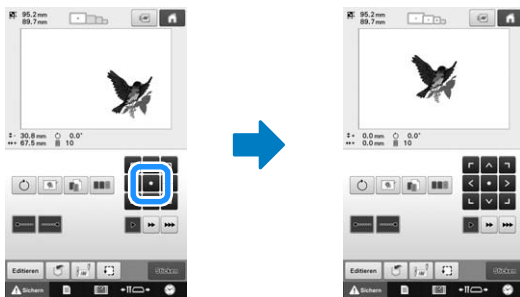 95.2 mm
89.7 mm
- 30.8 mm 0.0°
67.5 mm 10
Editieren
Sticken
Sichern
95.2 mm
89.7 mm
+ 0.0 mm 0.0°
+ 0.0 mm 10
Editieren
Sticken
Sichern